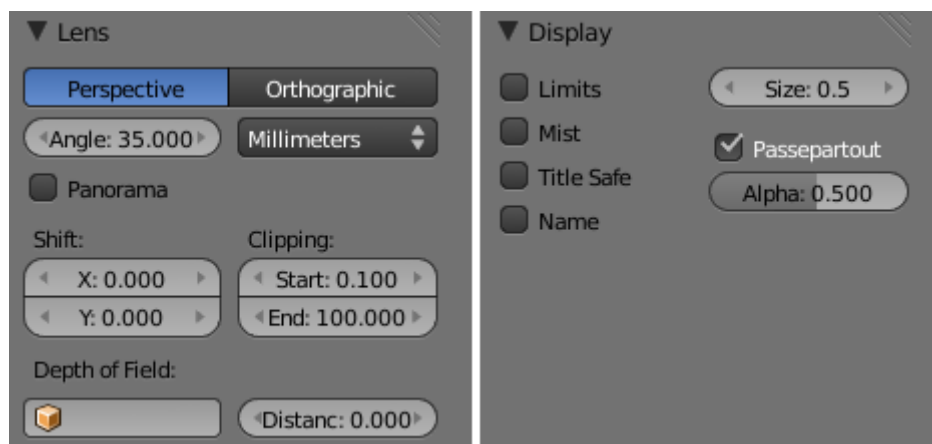 Lens
Perspective Orthographic
Angle: 35.000 Millimeters
Panorama
Shift: Clipping:
X: 0.000 Start: 0.100
Y: 0.000 End: 100.000
Depth of Field:
Distanc: 0.000
Display
Limits Size: 0.5
Mist
Passepartout
Title Safe
Alpha: 0.500
Name